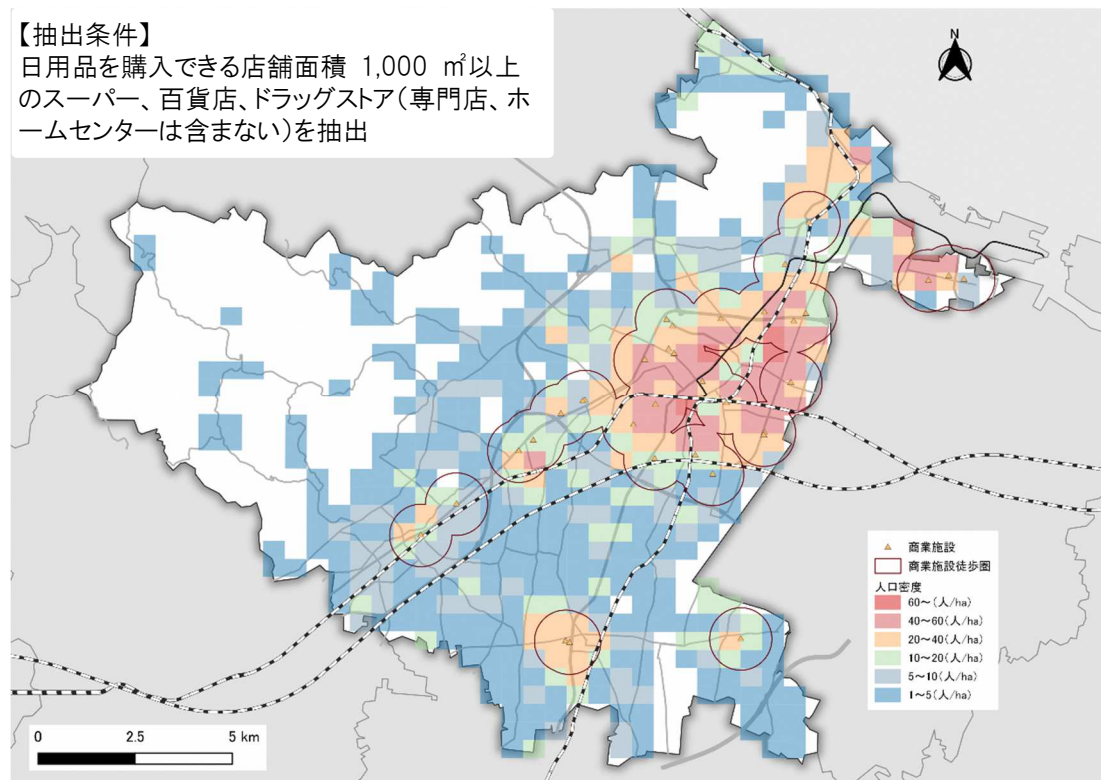 【抽出条件】
日用品を購入できる店舗面積 1,000 ㎡以上
のスーパー、百貨店、ドラッグストア（専門店、ホ
ームセンターは含まない）を抽出
N
商業施設
商業施設徒歩圏
人口密度
60～(人/ha)
40～60(人/ha)
20～40(人/ha)
10～20(人/ha)
5～10(人/ha)
1～5(人/ha)
0 2.5 5 km